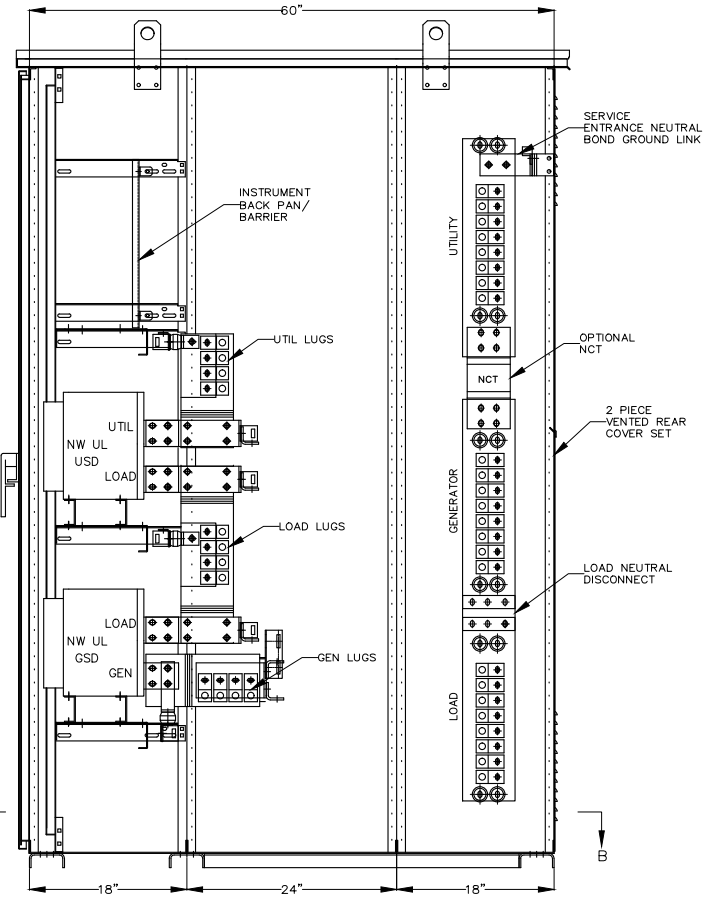 60"
SERVICE
ENTRANCE NEUTRAL
BOND GROUND LINK
INSTRUMENT
BACK PAN/
BARRIER
UTILITY
UTIL LUGS
OPTIONAL
NCT
NCT
2 PIECE
VENTED REAR
COVER SET
UTIL
NW UL
USD
LOAD
GENERATOR
LOAD LUGS
LOAD NEUTRAL
DISCONNECT
LOAD
NW UL
GSD
GEN
GEN LUGS
LOAD
B
18"
24"
18"